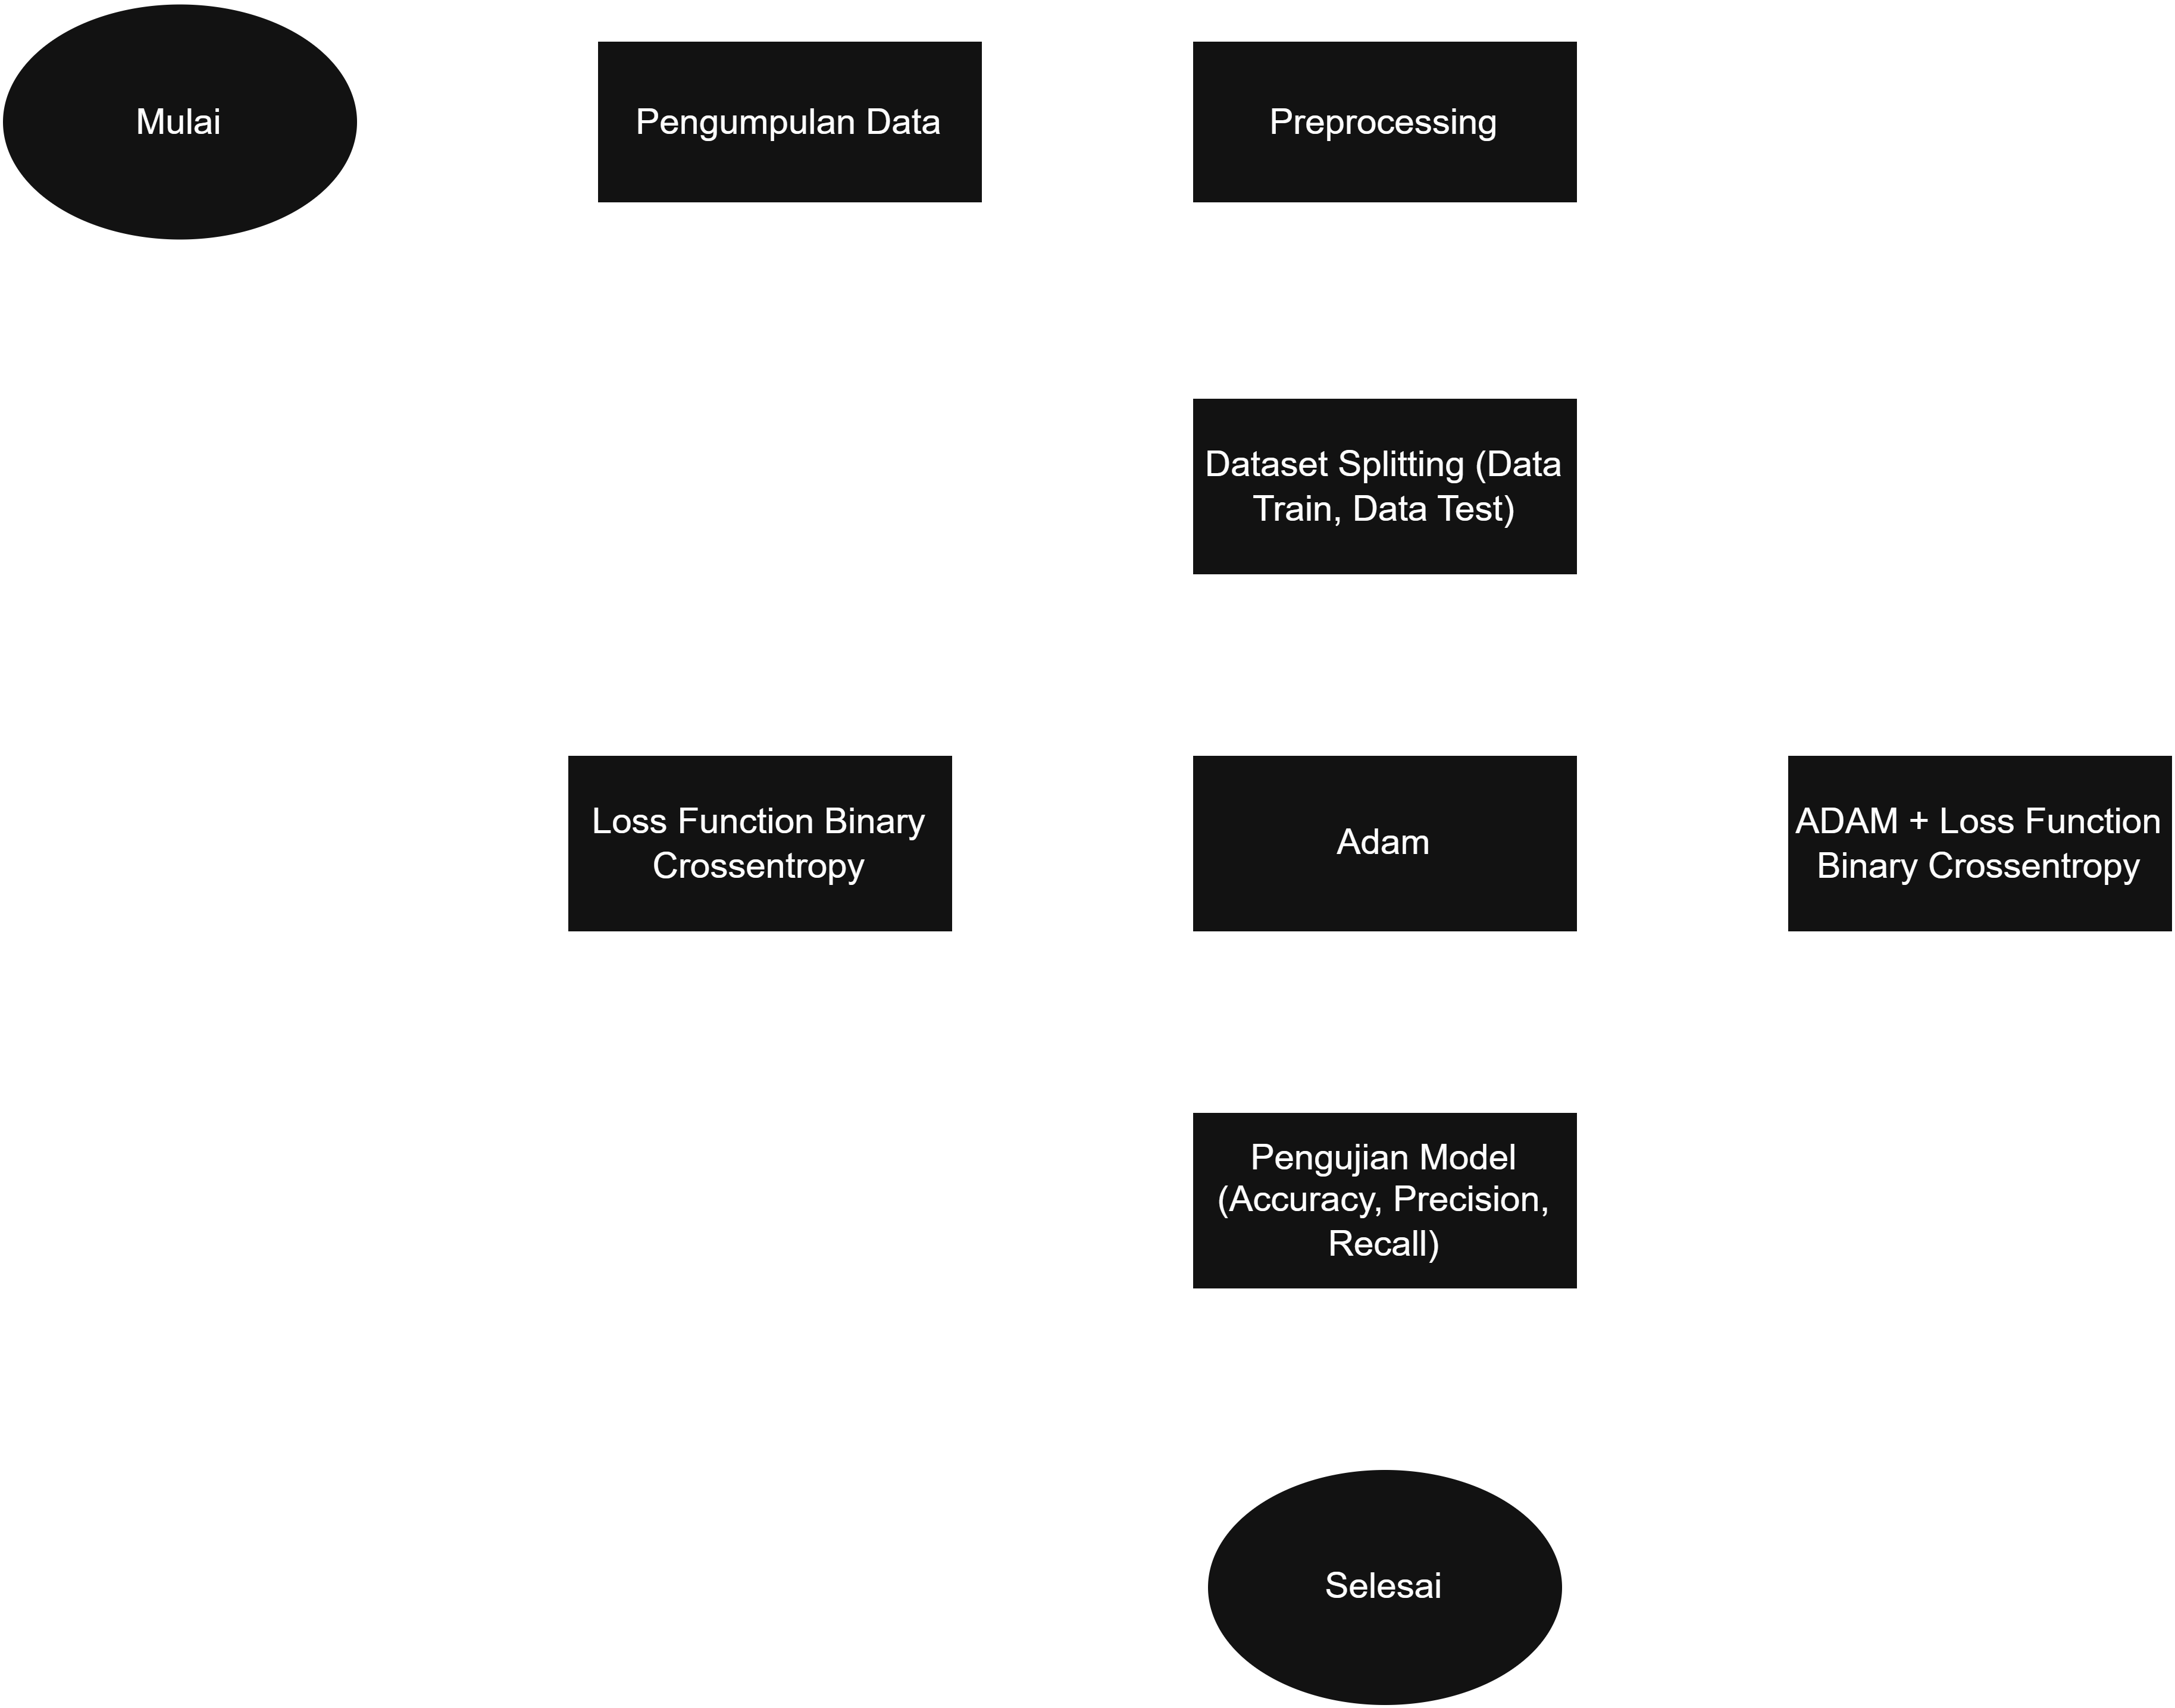 Mulai
Pengumpulan Data
Preprocessing
Dataset Splitting (Data
Train, Data Test)
Loss Function Binary
Crossentropy
Adam
ADAM + Loss Function
Binary Crossentropy
Pengujian Model
(Accuracy, Precision,
Recall)
Selesai